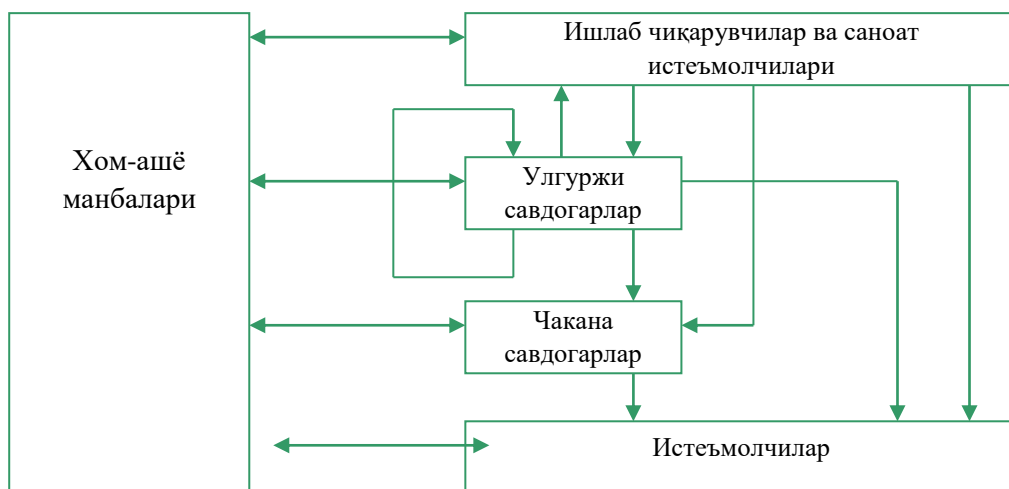 Ишлаб чиқарувчилар ва саноат
истеъмолчилари
Хом-ашё
манбалари
Улгуржи
савдогарлар
Чакана
савдогарлар
Истеъмолчилар